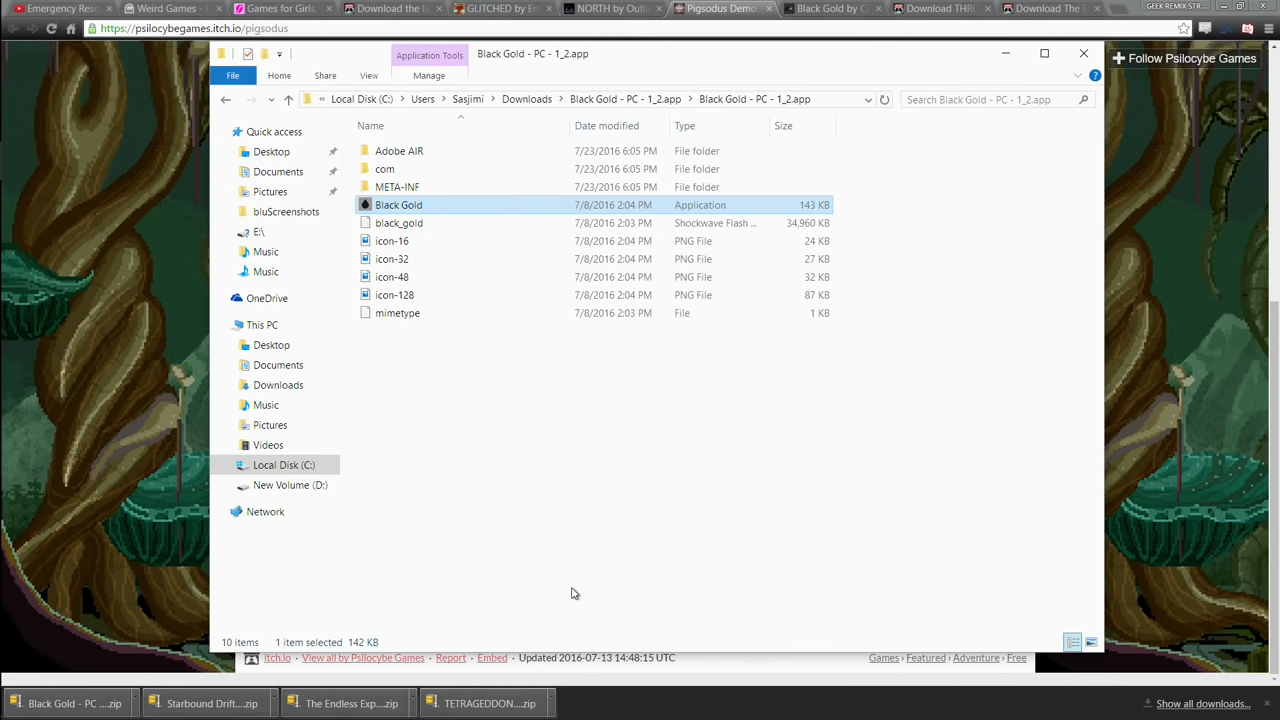 Emergency Resc
Weird Games -
Games for Girls,
Download the la
GLITCHED by En
NORTH by Outla
Pigsodus Demo
Black Gold by C
Download THRO
Download The E
GEEK REMIX STR...
https://psilocybegames.itch.io/pigsodus
Follow Psilocybe Games
Application Tools
Black Gold - PC - 1_2.app
File
Home
Share
View
Manage
« Local Disk (C:) > Users > Sasjimi > Downloads > Black Gold - PC - 1_2.app > Black Gold - PC - 1_2.app
Search Black Gold - PC - 1_2.app
Quick access
Desktop
Documents
Pictures
bluScreenshots
E:\
Music
Music
OneDrive
This PC
Desktop
Documents
Downloads
Music
Pictures
Videos
Local Disk (C:)
New Volume (D:)
Network
Name Date modified Type Size
Adobe AIR 7/23/2016 6:05 PM File folder
com 7/23/2016 6:05 PM File folder
META-INF 7/23/2016 6:05 PM File folder
Black Gold 7/8/2016 2:04 PM Application 143 KB
black_gold 7/8/2016 2:03 PM Shockwave Flash ... 34,960 KB
icon-16 7/8/2016 2:04 PM PNG File 24 KB
icon-32 7/8/2016 2:04 PM PNG File 27 KB
icon-48 7/8/2016 2:04 PM PNG File 32 KB
icon-128 7/8/2016 2:04 PM PNG File 87 KB
mimetype 7/8/2016 2:03 PM File 1 KB
10 items 1 item selected 142 KB
itch.io View all by Psilocybe Games Report Embed Updated 2016-07-13 14:48:15 UTC
Games › Featured › Adventure › Free
Black Gold - PC ....zip
Starbound Drift....zip
The Endless Exp....zip
TETRAGEDDON....zip
Show all downloads...